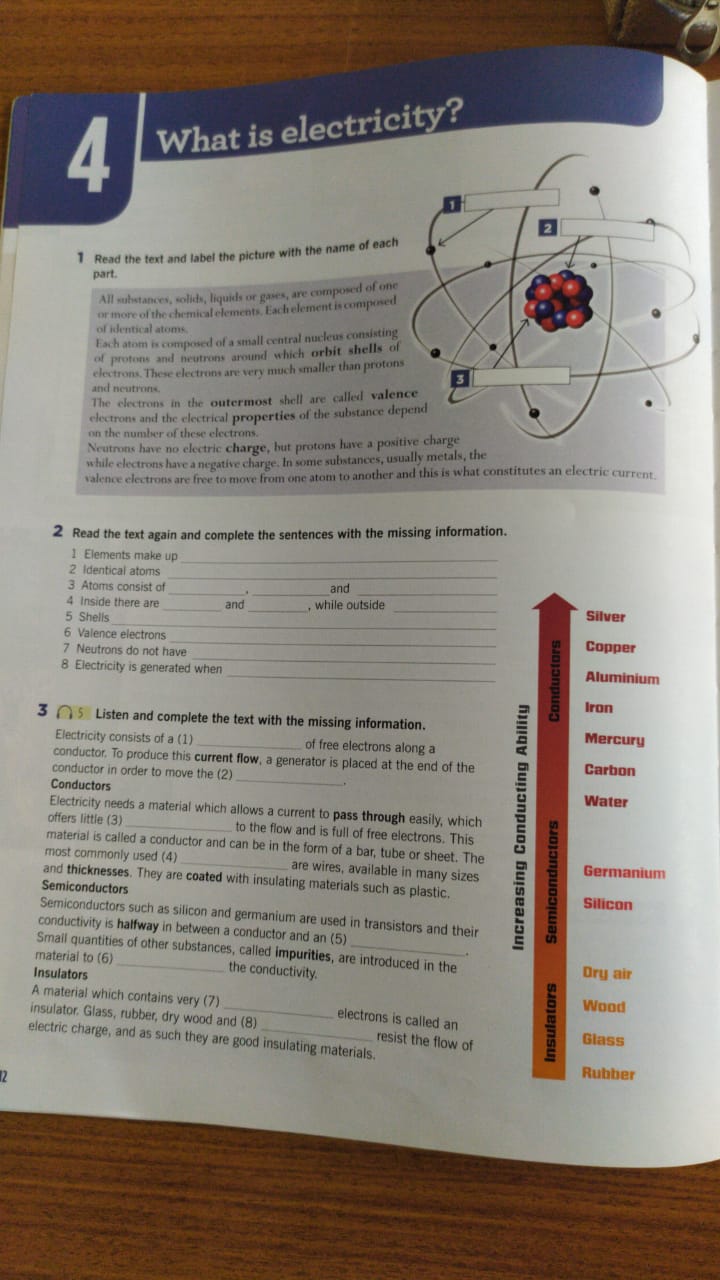 4
What is electricity?
1 Read the text and label the picture with the name of each
part.
All substances, solids, liquids or gases, are composed of one
or more of the chemical elements. Each element is composed
of identical atoms.
Each atom is composed of a small central nucleus consisting
of protons and neutrons around which orbit shells of
electrons. These electrons are very much smaller than protons
and neutrons.
The electrons in the outermost shell are called valence
electrons and the electrical properties of the substance depend
on the number of these electrons.
Neutrons have no electric charge, but protons have a positive charge
while electrons have a negative charge. In some substances, usually metals, the
valence electrons are free to move from one atom to another and this is what constitutes an electric current.
1
2
3
2 Read the text again and complete the sentences with the missing information.
1 Elements make up
2 Identical atoms
3 Atoms consist of , and
4 Inside there are and , while outside
5 Shells
6 Valence electrons
7 Neutrons do not have
8 Electricity is generated when
3 5 Listen and complete the text with the missing information.
Electricity consists of a (1) of free electrons along a
conductor. To produce this current flow, a generator is placed at the end of the
conductor in order to move the (2) .
Conductors
Electricity needs a material which allows a current to pass through easily, which
offers little (3) to the flow and is full of free electrons. This
material is called a conductor and can be in the form of a bar, tube or sheet. The
most commonly used (4) are wires, available in many sizes
and thicknesses. They are coated with insulating materials such as plastic.
Semiconductors
Semiconductors such as silicon and germanium are used in transistors and their
conductivity is halfway in between a conductor and an (5) .
Small quantities of other substances, called impurities, are introduced in the
material to (6) the conductivity.
Insulators
A material which contains very (7) electrons is called an
insulator. Glass, rubber, dry wood and (8) resist the flow of
electric charge, and as such they are good insulating materials.
Increasing Conducting Ability
Conductors
Semiconductors
Insulators
Silver
Copper
Aluminium
Iron
Mercury
Carbon
Water
Germanium
Silicon
Dry air
Wood
Glass
Rubber
12